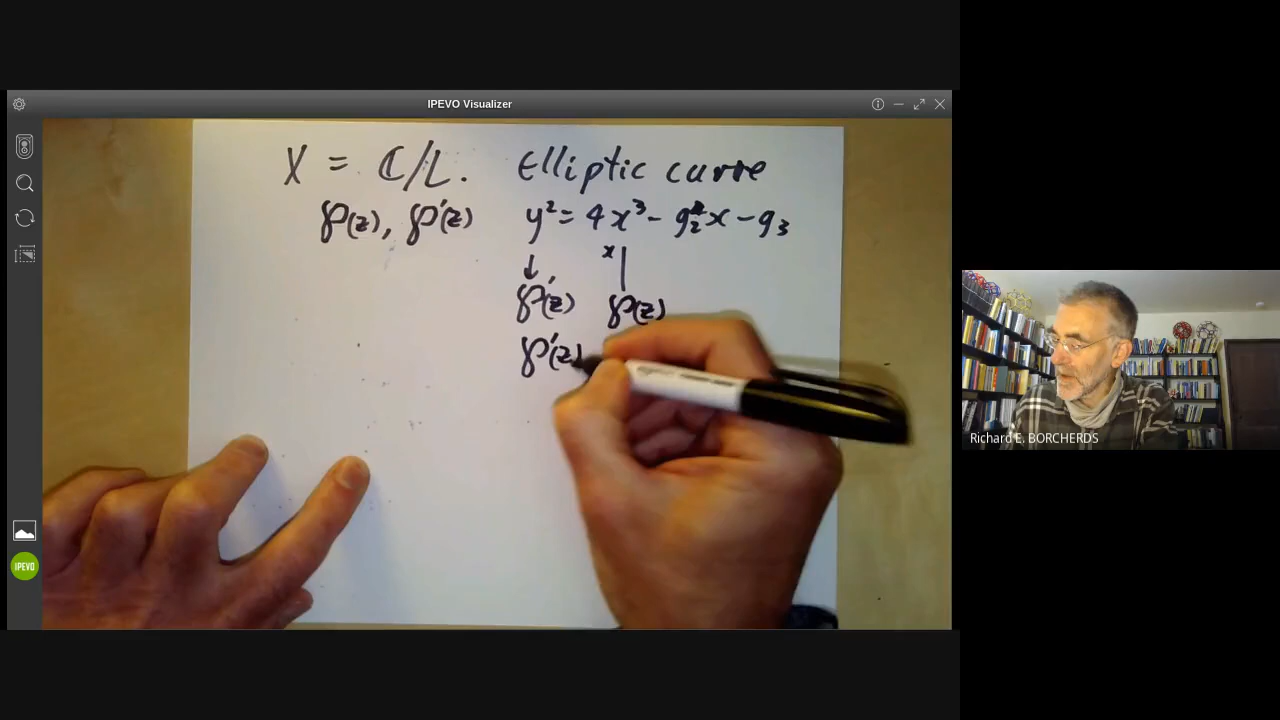 IPEVO Visualizer
X = ℂ/L. Elliptic curve
℘(z), ℘'(z) y² = 4x³ - g₂x - g₃
↓ x |
℘'(z) ℘(z)
℘'(z)
IPEVO
Richard E. BORCHERDS